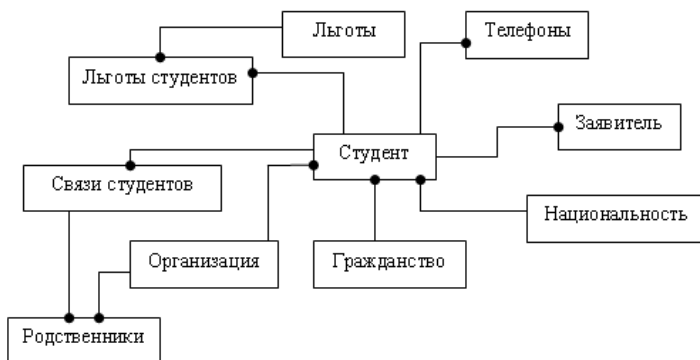 Льготы
Телефоны
Льготы студентов
Заявитель
Студент
Связи студентов
Национальность
Организация
Гражданство
Родственники